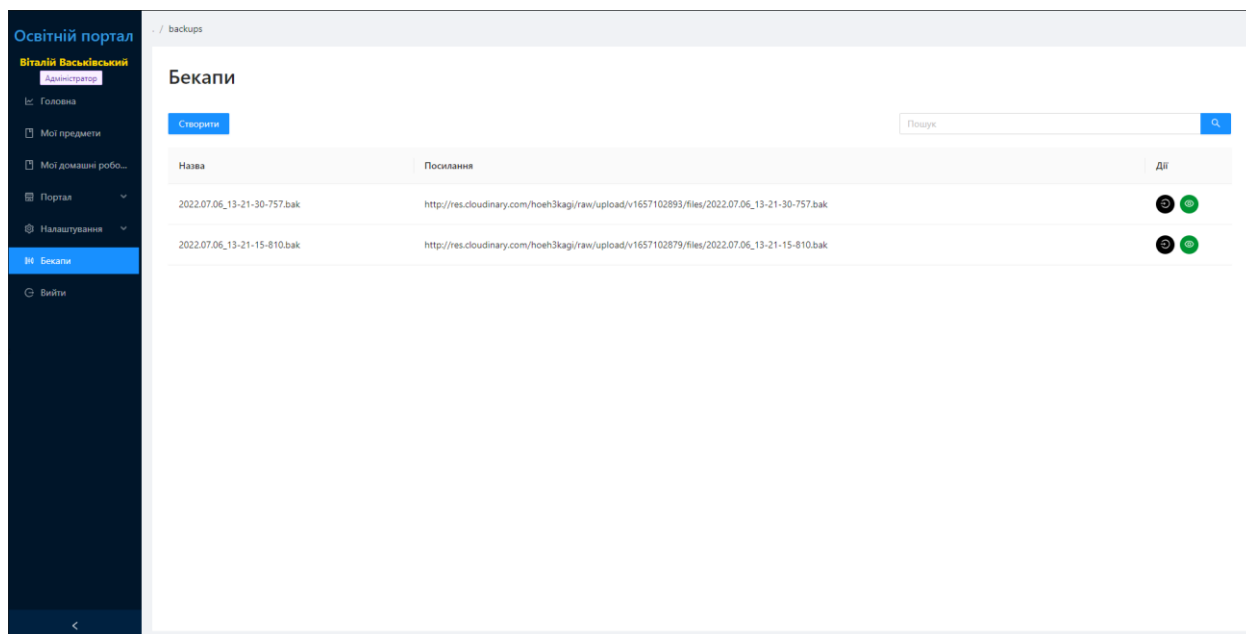 Освітній портал
Віталій Васьківський
Адміністратор
Головна
Мої предмети
Мої домашні робо...
Портал
Налаштування
Бекапи
Вийти
. / backups
Бекапи
Створити
Пошук
Назва Посилання Дії
2022.07.06_13-21-30-757.bak http://res.cloudinary.com/hoeh3kagi/raw/upload/v1657102893/files/2022.07.06_13-21-30-757.bak
2022.07.06_13-21-15-810.bak http://res.cloudinary.com/hoeh3kagi/raw/upload/v1657102879/files/2022.07.06_13-21-15-810.bak